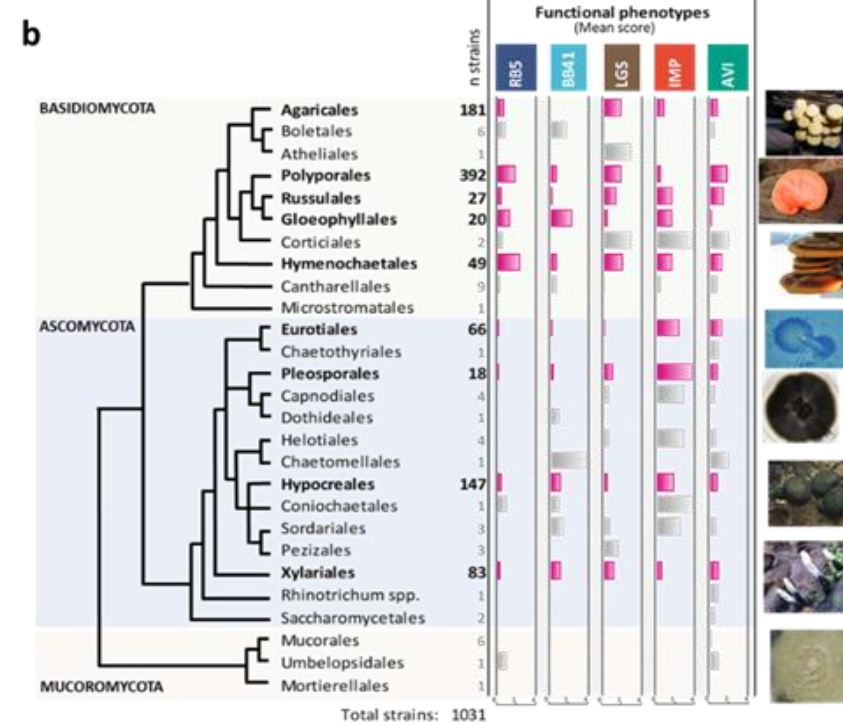 b
Functional phenotypes
(Mean score)
n strains
RB5
BB41
LGS
IMP
AVI
BASIDIOMYCOTA
Agaricales 181
Boletales 6
Atheliales 1
Polyporales 392
Russulales 27
Gloeophyllales 20
Corticiales 2
Hymenochaetales 49
Cantharellales 9
Microstromatales 1
ASCOMYCOTA
Eurotiales 66
Chaetothyriales 1
Pleosporales 18
Capnodiales 4
Dothideales 1
Helotiales 4
Chaetomellales 1
Hypocreales 147
Coniochaetales 1
Sordariales 3
Pezizales 3
Xylariales 83
Rhinotrichum spp. 1
Saccharomycetales 2
Mucorales 6
Umbelopsidales 1
MUCOROMYCOTA
Mortierellales 1
Total strains: 1031